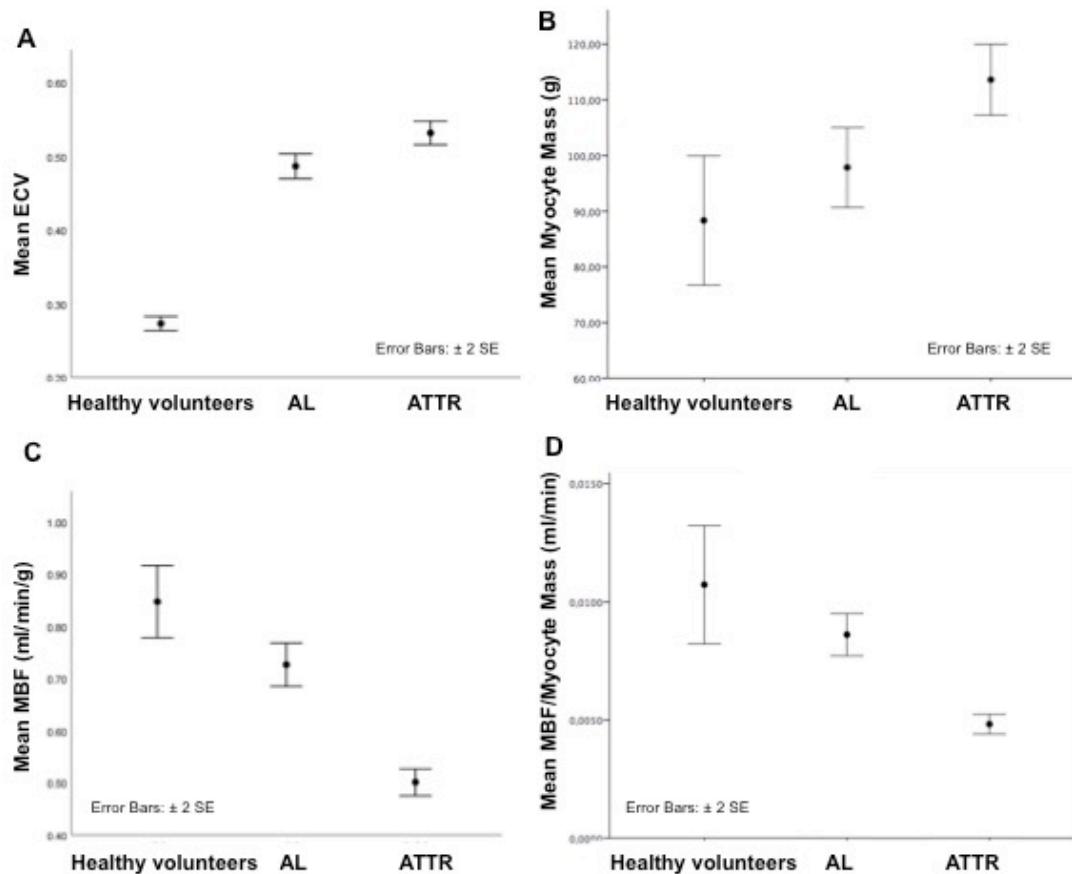 A
Mean ECV
0.60
0.50
0.40
0.30
0.20
Error Bars: ± 2 SE
Healthy volunteers AL ATTR
B
Mean Myocyte Mass (g)
120,00
110,00
100,00
90,00
80,00
70,00
60,00
Error Bars: ± 2 SE
Healthy volunteers AL ATTR
C
Mean MBF (ml/min/g)
1.00
0.90
0.80
0.70
0.60
0.50
0.40
Error Bars: ± 2 SE
Healthy volunteers AL ATTR
D
Mean MBF/Myocyte Mass (ml/min)
0,0150
0,0100
0,0050
0,0000
Error Bars: ± 2 SE
Healthy volunteers AL ATTR